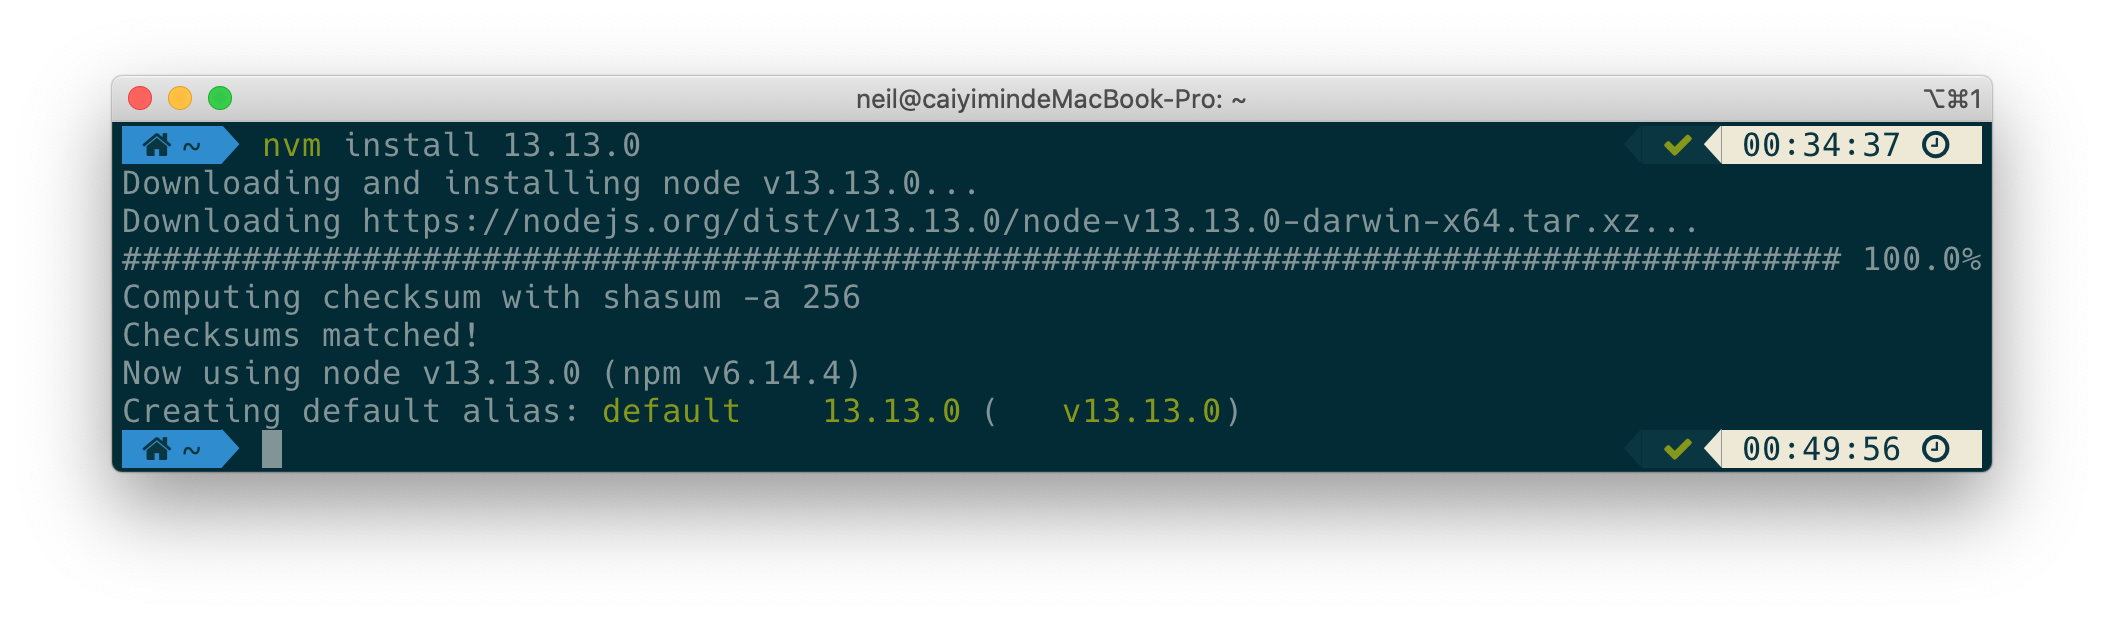 neil@caiyimindeMacBook-Pro: ~ ⌥⌘1
~ nvm install 13.13.0 ✔ 00:34:37
Downloading and installing node v13.13.0...
Downloading https://nodejs.org/dist/v13.13.0/node-v13.13.0-darwin-x64.tar.xz...
###################################################################################### 100.0%
Computing checksum with shasum -a 256
Checksums matched!
Now using node v13.13.0 (npm v6.14.4)
Creating default alias: default    13.13.0 (   v13.13.0)
~ ✔ 00:49:56